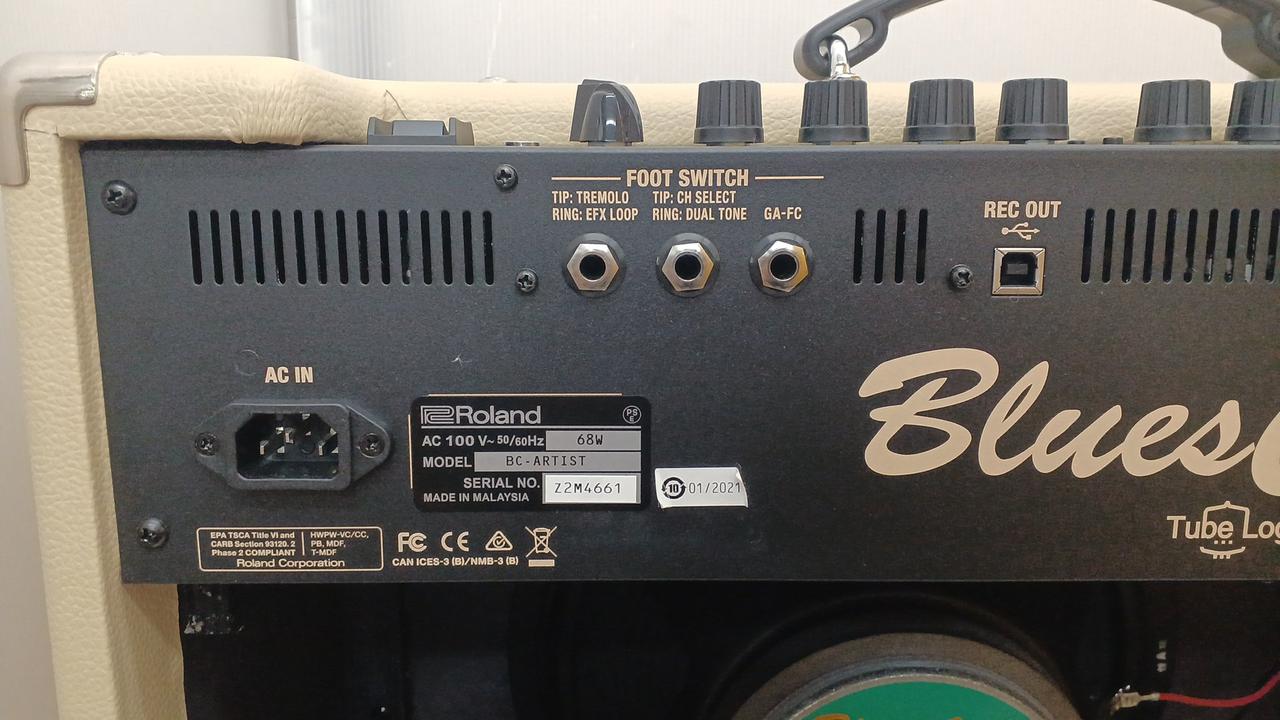 FOOT SWITCH
TIP: TREMOLO TIP: CH SELECT
RING: EFX LOOP RING: DUAL TONE GA-FC
REC OUT
AC IN
Roland
PS E
AC 100 V~ 50/60Hz 68W
MODEL BC-ARTIST
SERIAL NO. Z2M4661
MADE IN MALAYSIA
10 01/2021
Blues
Tube Log
EPA TSCA Title VI and HWPW-VC/CC,
CARB Section 93120. 2 PB, MDF,
Phase 2 COMPLIANT T-MDF
Roland Corporation
FC CE
CAN ICES-3 (B)/NMB-3 (B)